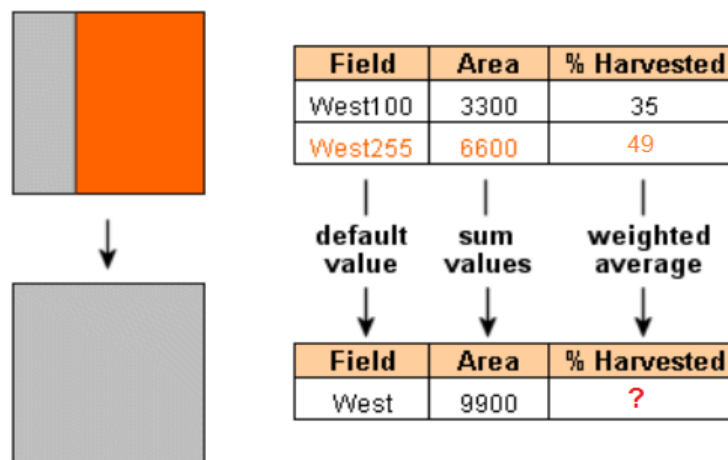 Field Area % Harvested
West100 3300 35
West255 6600 49
default value
sum values
weighted average
Field Area % Harvested
West 9900 ?